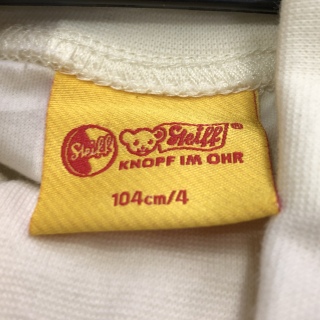 Steiff Steiff®
KNOPF IM OHR
104cm/4